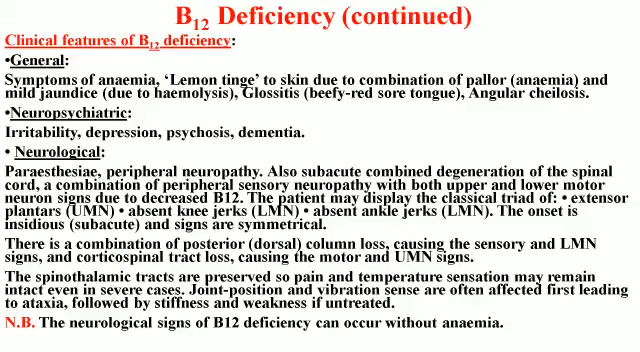 B12 Deficiency (continued)
Clinical features of B12 deficiency:
•General:
Symptoms of anaemia, ‘Lemon tinge’ to skin due to combination of pallor (anaemia) and
mild jaundice (due to haemolysis), Glossitis (beefy-red sore tongue), Angular cheilosis.
•Neuropsychiatric:
Irritability, depression, psychosis, dementia.
• Neurological:
Paraesthesiae, peripheral neuropathy. Also subacute combined degeneration of the spinal
cord, a combination of peripheral sensory neuropathy with both upper and lower motor
neuron signs due to decreased B12. The patient may display the classical triad of: • extensor
plantars (UMN) • absent knee jerks (LMN) • absent ankle jerks (LMN). The onset is
insidious (subacute) and signs are symmetrical.
There is a combination of posterior (dorsal) column loss, causing the sensory and LMN
signs, and corticospinal tract loss, causing the motor and UMN signs.
The spinothalamic tracts are preserved so pain and temperature sensation may remain
intact even in severe cases. Joint-position and vibration sense are often affected first leading
to ataxia, followed by stiffness and weakness if untreated.
N.B. The neurological signs of B12 deficiency can occur without anaemia.